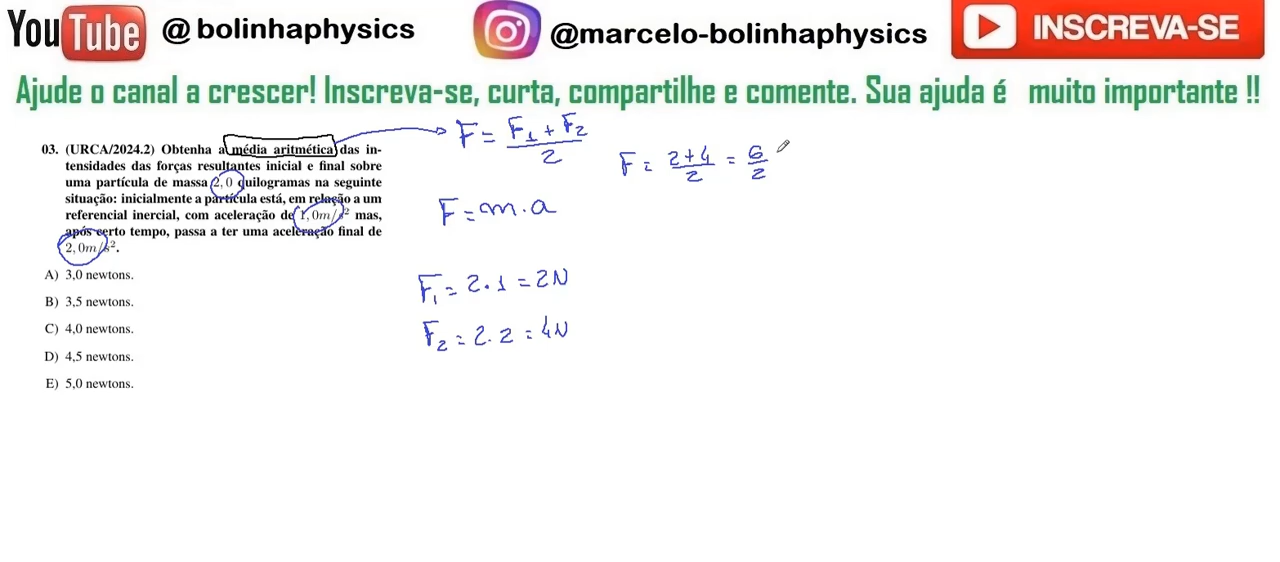 YouTube @bolinhaphysics @marcelo-bolinhaphysics INSCREVA-SE
Ajude o canal a crescer! Inscreva-se, curta, compartilhe e comente. Sua ajuda é muito importante !!
03. (URCA/2024.2) Obtenha a média aritmética das in-
tensidades das forças resultantes inicial e final sobre
uma partícula de massa 2,0 quilogramas na seguinte
situação: inicialmente a partícula está, em relação a um
referencial inercial, com aceleração de 1,0m/s² mas,
após certo tempo, passa a ter uma aceleração final de
2,0m/s².
A) 3,0 newtons.
B) 3,5 newtons.
C) 4,0 newtons.
D) 4,5 newtons.
E) 5,0 newtons.
F = (F₁ + F₂)/2
F = (2+4)/2 = 6/2
F = m.a
F₁ = 2.1 = 2N
F₂ = 2.2 = 4N